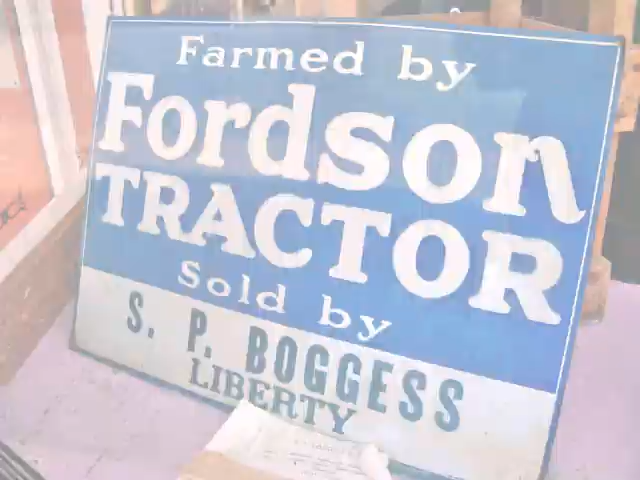 Farmed by
Fordson
TRACTOR
Sold by
S. P. BOGGESS
LIBERTY